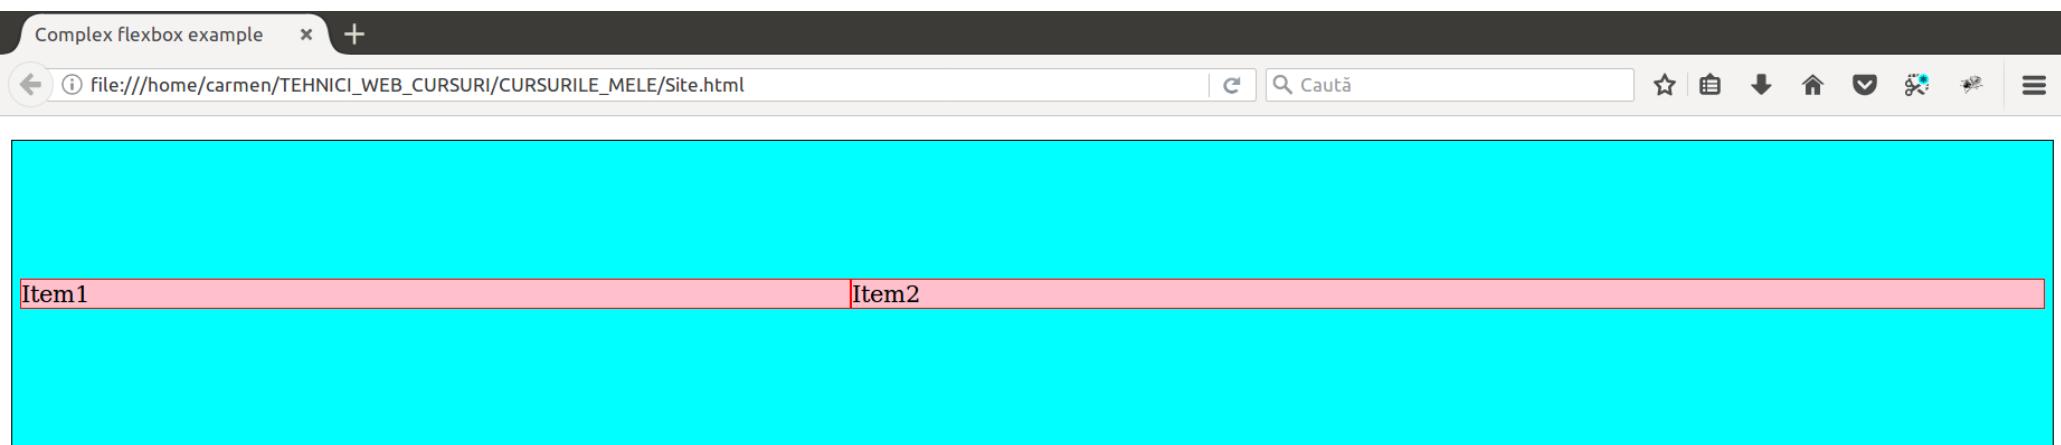 Complex flexbox example
file:///home/carmen/TEHNICI_WEB_CURSURI/CURSURILE_MELE/Site.html
Caută
Item1 Item2